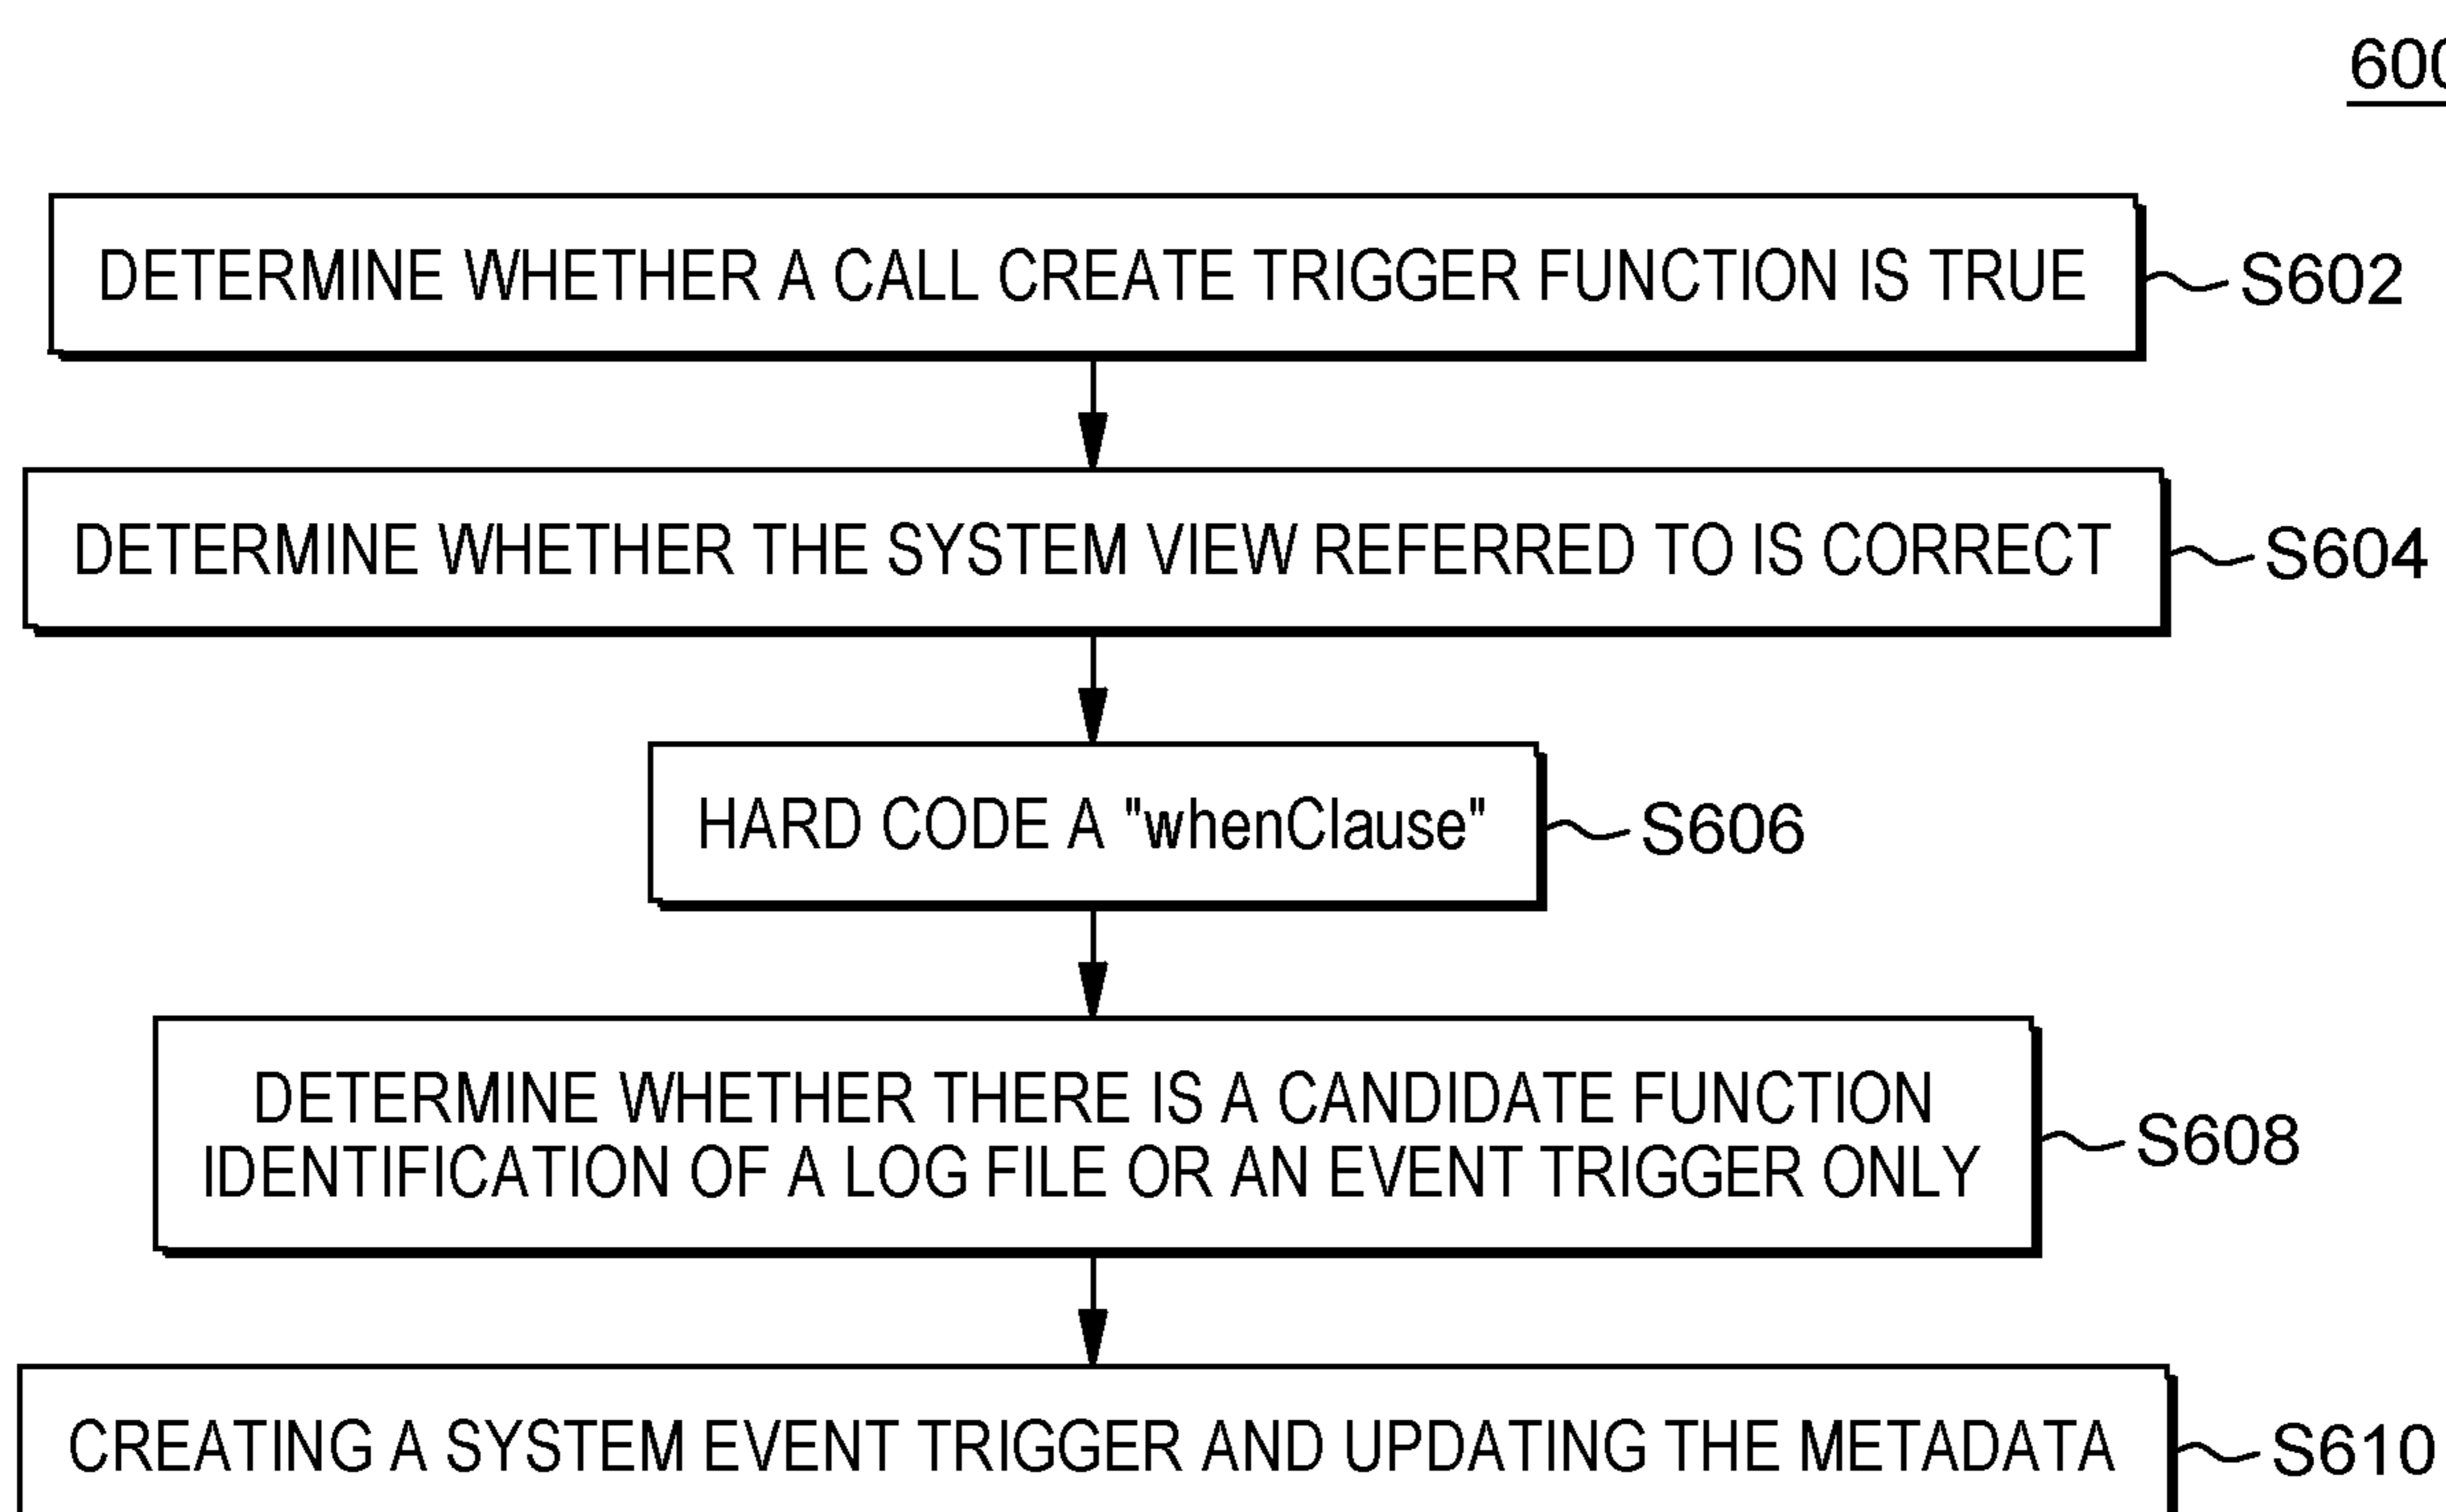 600
DETERMINE WHETHER A CALL CREATE TRIGGER FUNCTION IS TRUE
S602
DETERMINE WHETHER THE SYSTEM VIEW REFERRED TO IS CORRECT
S604
HARD CODE A "whenClause"
S606
DETERMINE WHETHER THERE IS A CANDIDATE FUNCTION
IDENTIFICATION OF A LOG FILE OR AN EVENT TRIGGER ONLY
S608
CREATING A SYSTEM EVENT TRIGGER AND UPDATING THE METADATA
S610